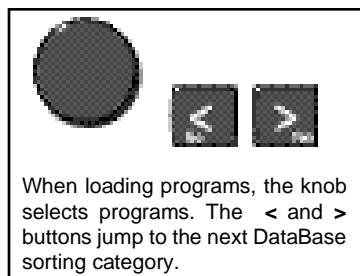 < >
When loading programs, the knob
selects programs. The < and >
buttons jump to the next DataBase
sorting category.